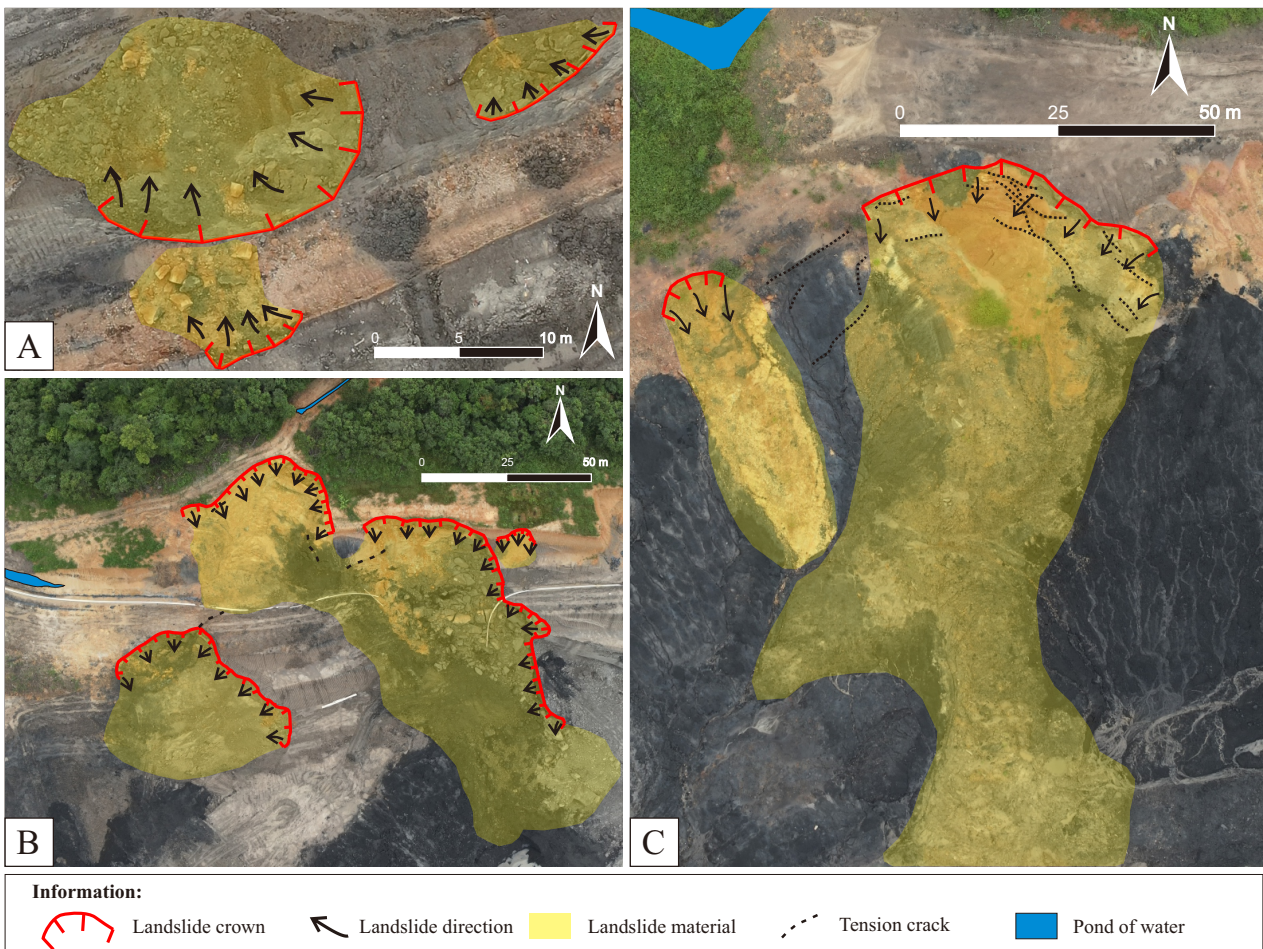 A
0 5 10 m
N
B
N
0 25 50 m
C
N
0 25 50 m
Information:
Landslide crown
Landslide direction
Landslide material
Tension crack
Pond of water